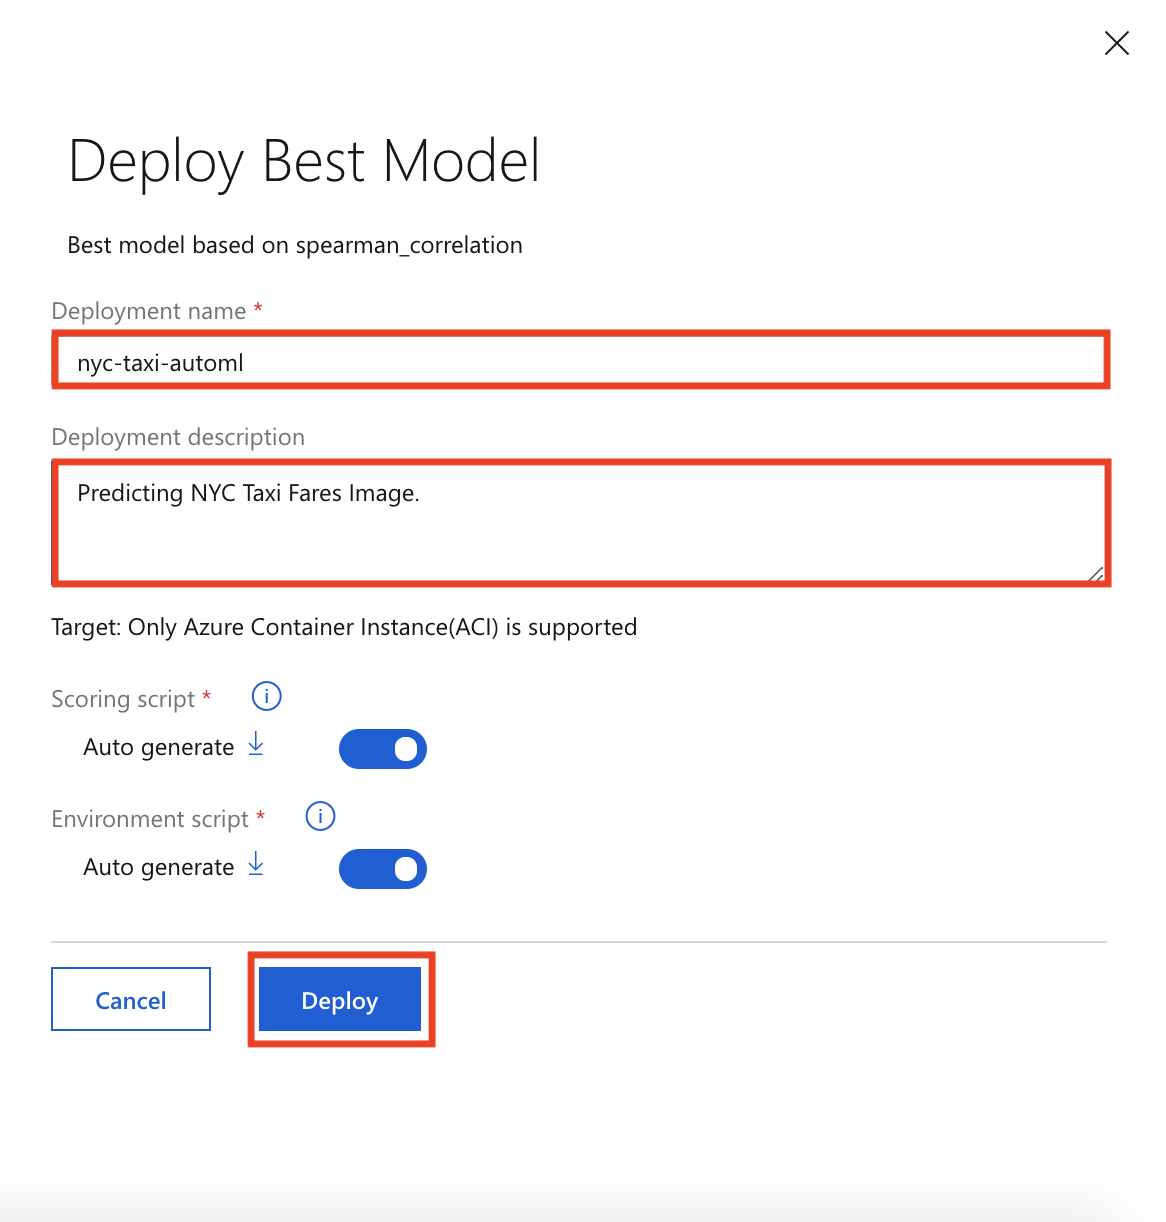 Deploy Best Model
Best model based on spearman_correlation
Deployment name *
nyc-taxi-automl
Deployment description
Predicting NYC Taxi Fares Image.
Target: Only Azure Container Instance(ACI) is supported
Scoring script * i
Auto generate
Environment script * i
Auto generate
Cancel Deploy